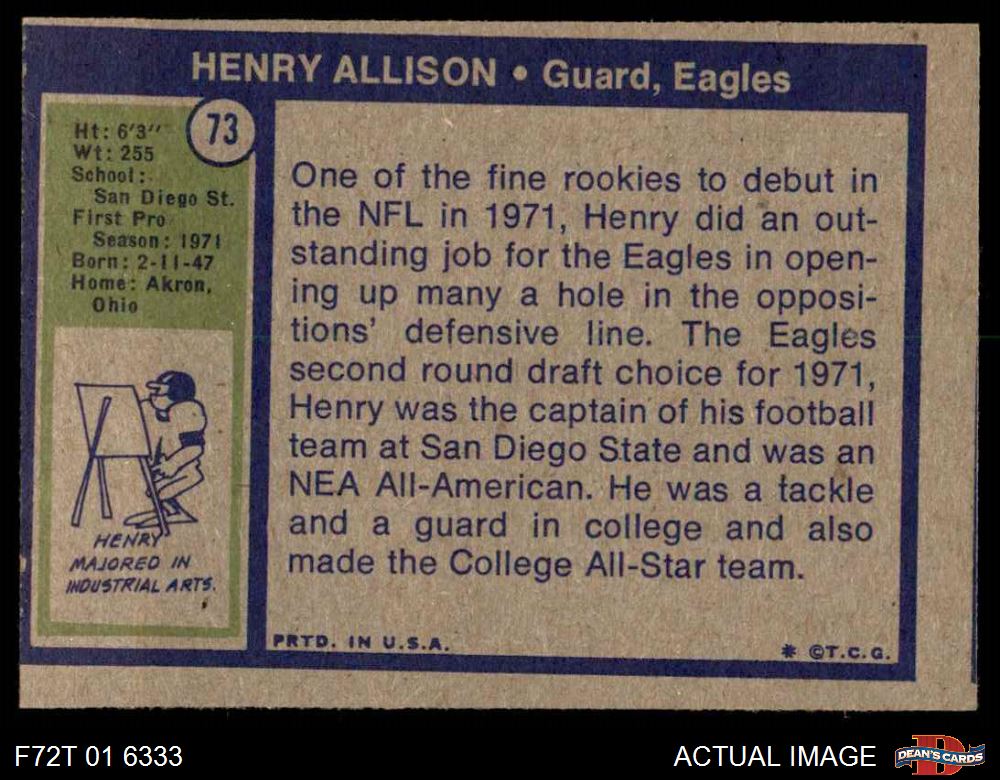 HENRY ALLISON • Guard, Eagles
73
Ht: 6'3''
Wt: 255
School:
San Diego St.
First Pro
Season: 1971
Born: 2-11-47
Home: Akron,
Ohio
HENRY
MAJORED IN
INDUSTRIAL ARTS.
One of the fine rookies to debut in
the NFL in 1971, Henry did an out-
standing job for the Eagles in open-
ing up many a hole in the opposi-
tions' defensive line. The Eagles
second round draft choice for 1971,
Henry was the captain of his football
team at San Diego State and was an
NEA All-American. He was a tackle
and a guard in college and also
made the College All-Star team.
PRTD. IN U.S.A.
* ©T.C.G.
F72T 01 6333
ACTUAL IMAGE
D
DEAN'S CARDS